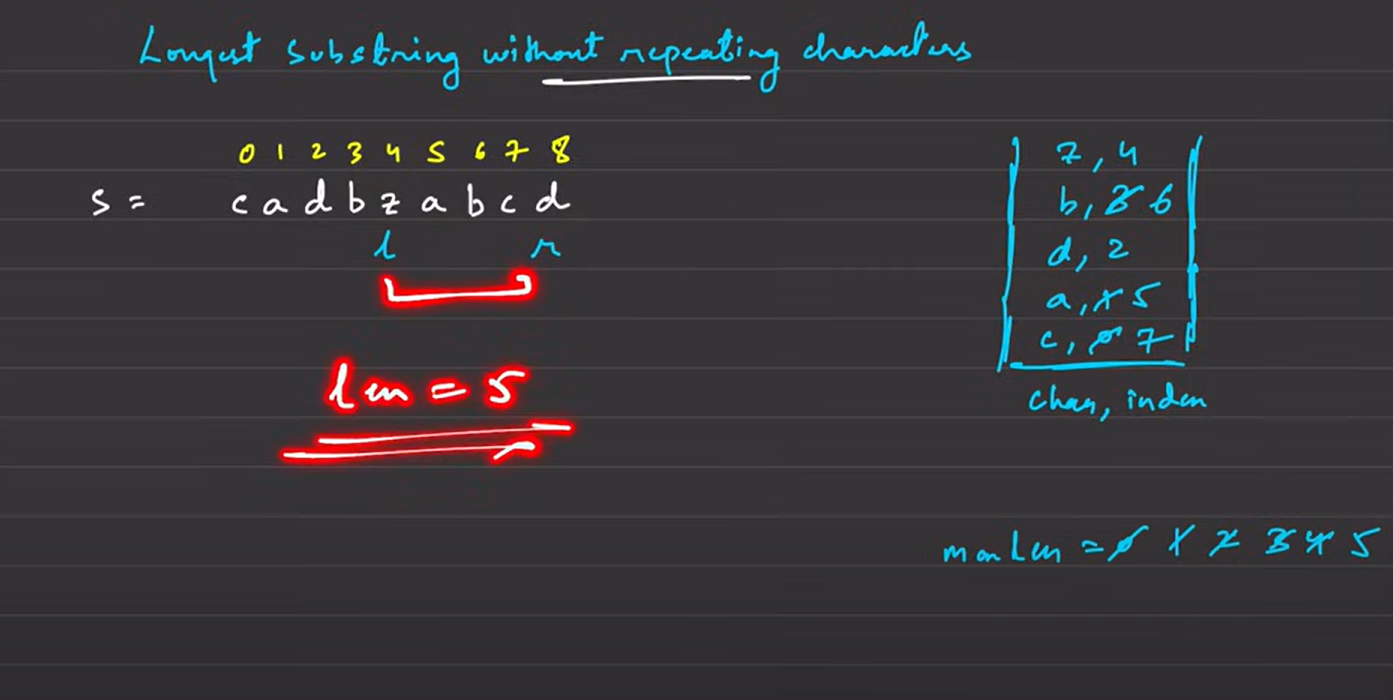 Longest substring without repeating characters
0 1 2 3 4 5 6 7 8
s = c a d b z a b c d
l r
len = 5
z, 4
b, 3 6
d, 2
a, 1 5
c, 0 7
char, index
maxLen = 0 1 2 3 4 5